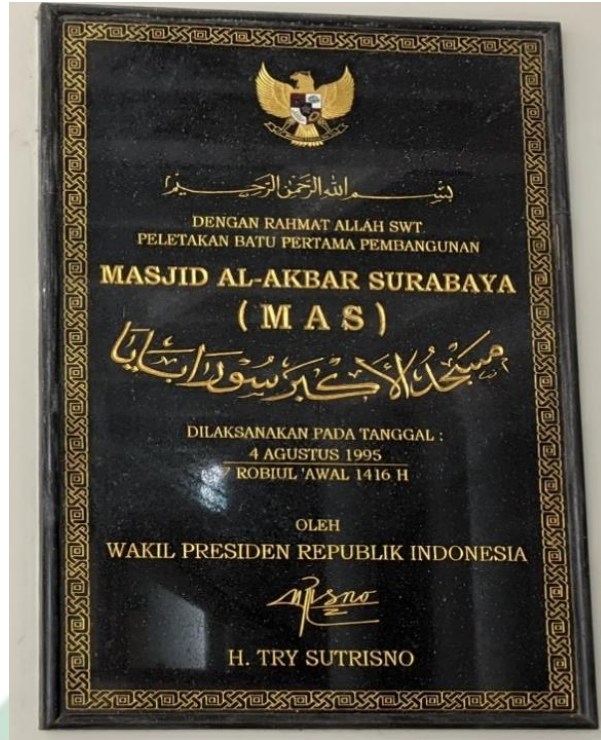 بسم الله الرحمن الرحيم
DENGAN RAHMAT ALLAH SWT.
PELETAKAN BATU PERTAMA PEMBANGUNAN
MASJID AL-AKBAR SURABAYA
( M A S )
مسجد الأكبر سورابايا
DILAKSANAKAN PADA TANGGAL :
4 AGUSTUS 1995
7 ROBIUL 'AWAL 1416 H
OLEH
WAKIL PRESIDEN REPUBLIK INDONESIA
H. TRY SUTRISNO